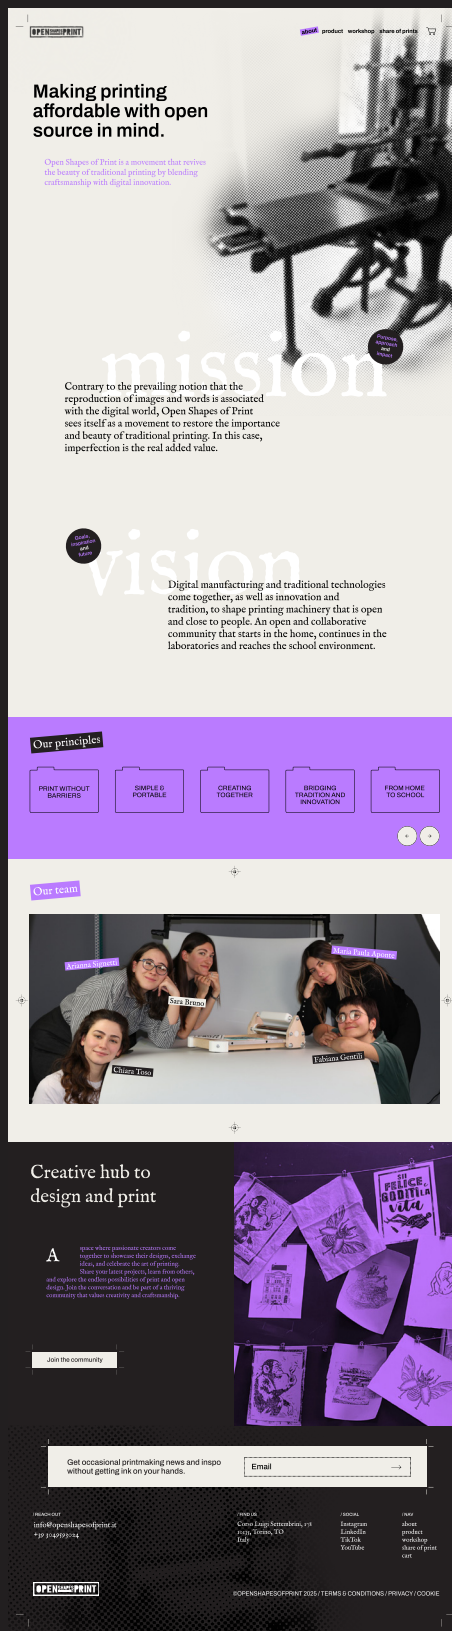 OPEN SHAPES OF PRINT
about product workshop share of prints
Making printing
affordable with open
source in mind.
Open Shapes of Print is a movement that revives
the beauty of traditional printing by blending
craftsmanship with digital innovation.
mission
Purpose,
approach
and
impact
Contrary to the prevailing notion that the
reproduction of images and words is associated
with the digital world, Open Shapes of Print
sees itself as a movement to restore the importance
and beauty of traditional printing. In this case,
imperfection is the real added value.
Goals,
inspiration
and
future
vision
Digital manufacturing and traditional technologies
come together, as well as innovation and
tradition, to shape printing machinery that is open
and close to people. An open and collaborative
community that starts in the home, continues in the
laboratories and reaches the school environment.
Our principles
PRINT WITHOUT
BARRIERS
SIMPLE &
PORTABLE
CREATING
TOGETHER
BRIDGING
TRADITION AND
INNOVATION
FROM HOME
TO SCHOOL
Our team
Arianna Signetti
Maria Paula Aponte
Sara Bruno
Chiara Toso
Fabiana Gentili
Creative hub to
design and print
SII
FELICE,
GODITI LA
vita
A space where passionate creators come
together to showcase their designs, exchange
ideas, and celebrate the art of printing.
Share your latest projects, learn from others,
and explore the endless possibilities of print and open
design. Join the conversation and be part of a thriving
community that values creativity and craftsmanship.
Join the community
Get occasional printmaking news and inspo
without getting ink on your hands.
Email
/ REACH OUT
info@openshapesofprint.it
/ FIND US
Corso Luigi Settembrini, 178
Torino, TO
Italy
/ SOCIAL
Instagram
LinkedIn
TikTok
YouTube
/ NAV
about
product
workshop
share of print
cart
OPEN SHAPES OF PRINT
©OPENSHAPESOFPRINT 2025 / TERMS & CONDITIONS / PRIVACY / COOKIE